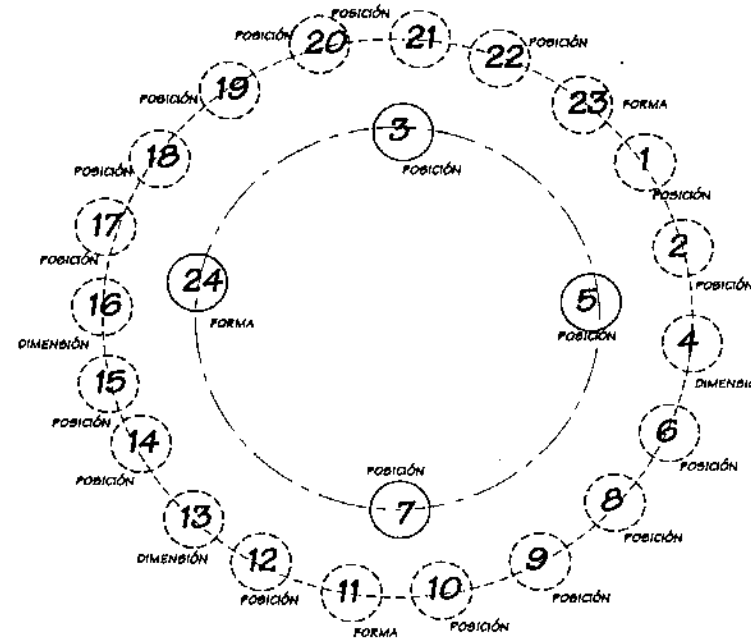 POSICIÓN
20
POSICIÓN
21
22
POSICIÓN
POSICIÓN
19
23
FORMA
POSICIÓN
18
3
POSICIÓN
1
POSICIÓN
17
POSICIÓN
2
POSICIÓN
24
FORMA
5
POSICIÓN
16
DIMENSIÓN
4
DIMENSIÓ
15
POSICIÓN
14
POSICIÓN
6
POSICIÓN
POSICIÓN
7
13
DIMENSIÓN
8
POSICIÓN
12
POSICIÓN
11
FORMA
10
POSICIÓN
9
POSICIÓN